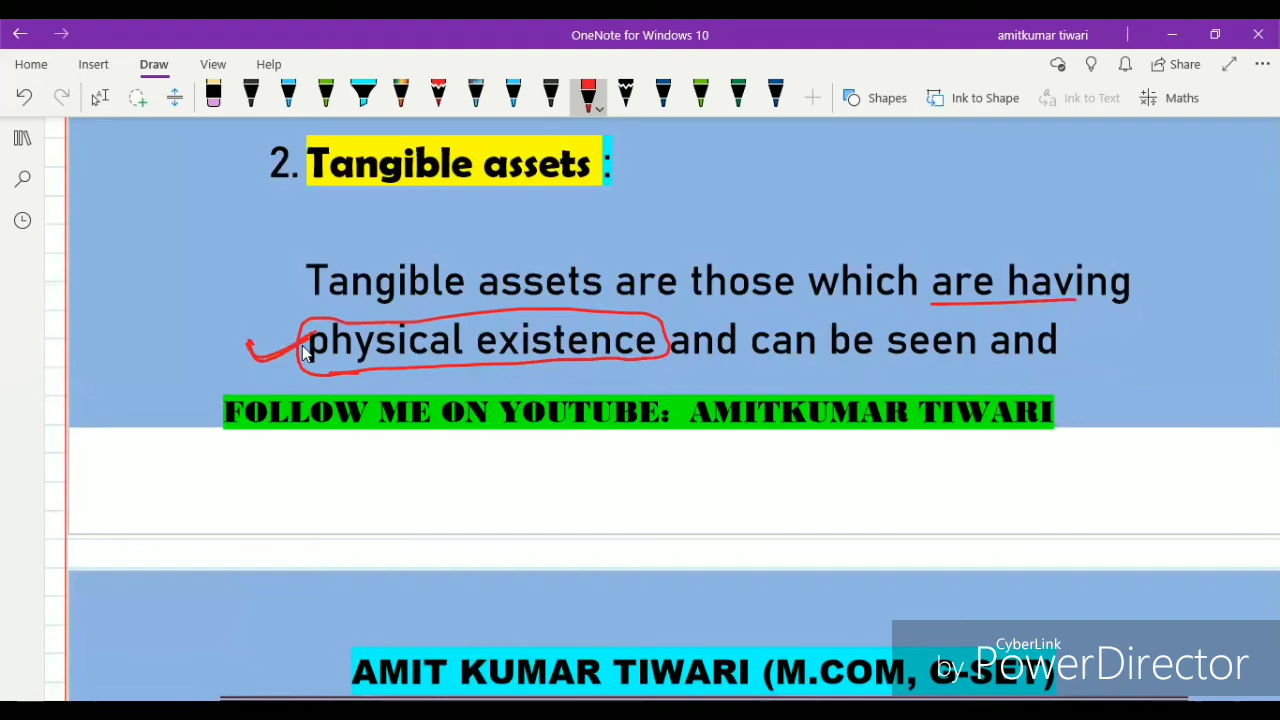 OneNote for Windows 10
amitkumar tiwari
Home Insert Draw View Help
Share
Shapes Ink to Shape Ink to Text Maths
2. Tangible assets :
Tangible assets are those which are having
physical existence and can be seen and
FOLLOW ME ON YOUTUBE: AMITKUMAR TIWARI
CyberLink
by PowerDirector
AMIT KUMAR TIWARI (M.COM, G-SET)